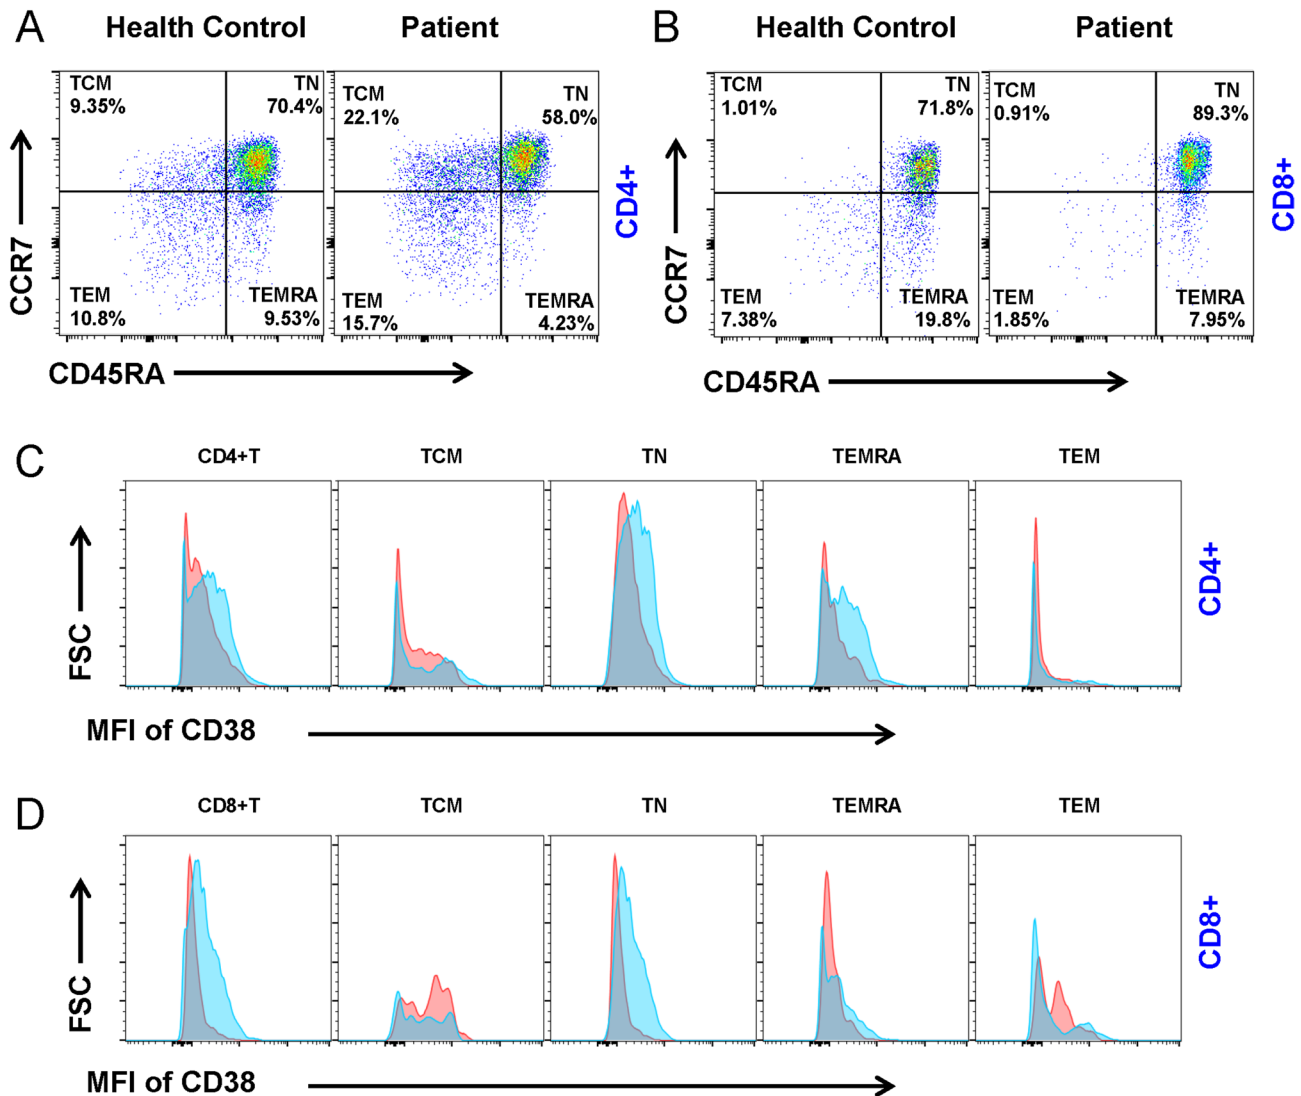 A
Health Control
Patient
TCM
9.35%
TN
70.4%
TEM
10.8%
TEMRA
9.53%
TCM
22.1%
TN
58.0%
TEM
15.7%
TEMRA
4.23%
CCR7
CD45RA
CD4+
B
Health Control
Patient
TCM
1.01%
TN
71.8%
TEM
7.38%
TEMRA
19.8%
TCM
0.91%
TN
89.3%
TEM
1.85%
TEMRA
7.95%
CCR7
CD45RA
CD8+
C
CD4+T
TCM
TN
TEMRA
TEM
FSC
CD4+
MFI of CD38
D
CD8+T
TCM
TN
TEMRA
TEM
FSC
CD8+
MFI of CD38